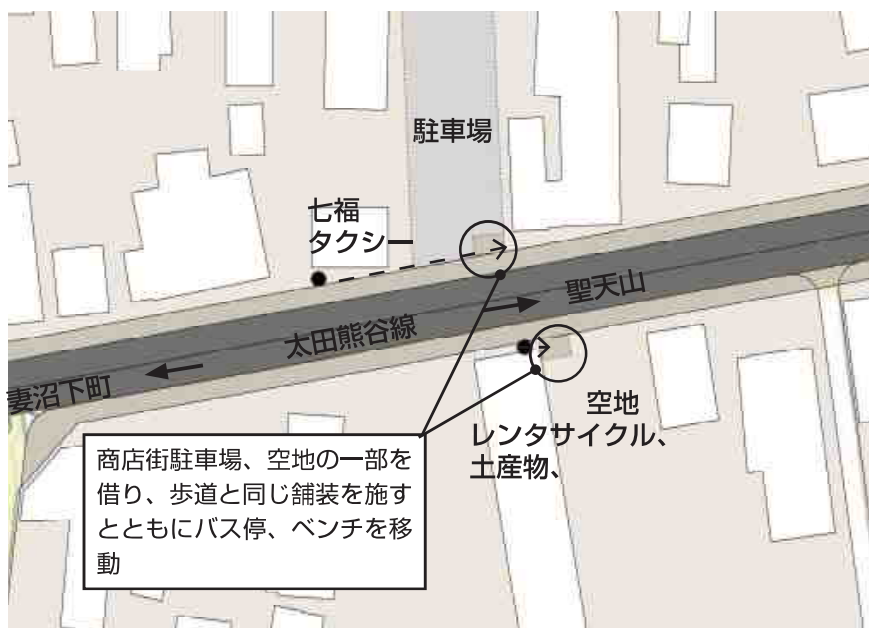 駐車場
七福
タクシー
聖天山
太田熊谷線
妻沼下町
空地
レンタサイクル、
土産物、
商店街駐車場、空地の一部を
借り、歩道と同じ舗装を施す
とともにバス停、ベンチを移
動